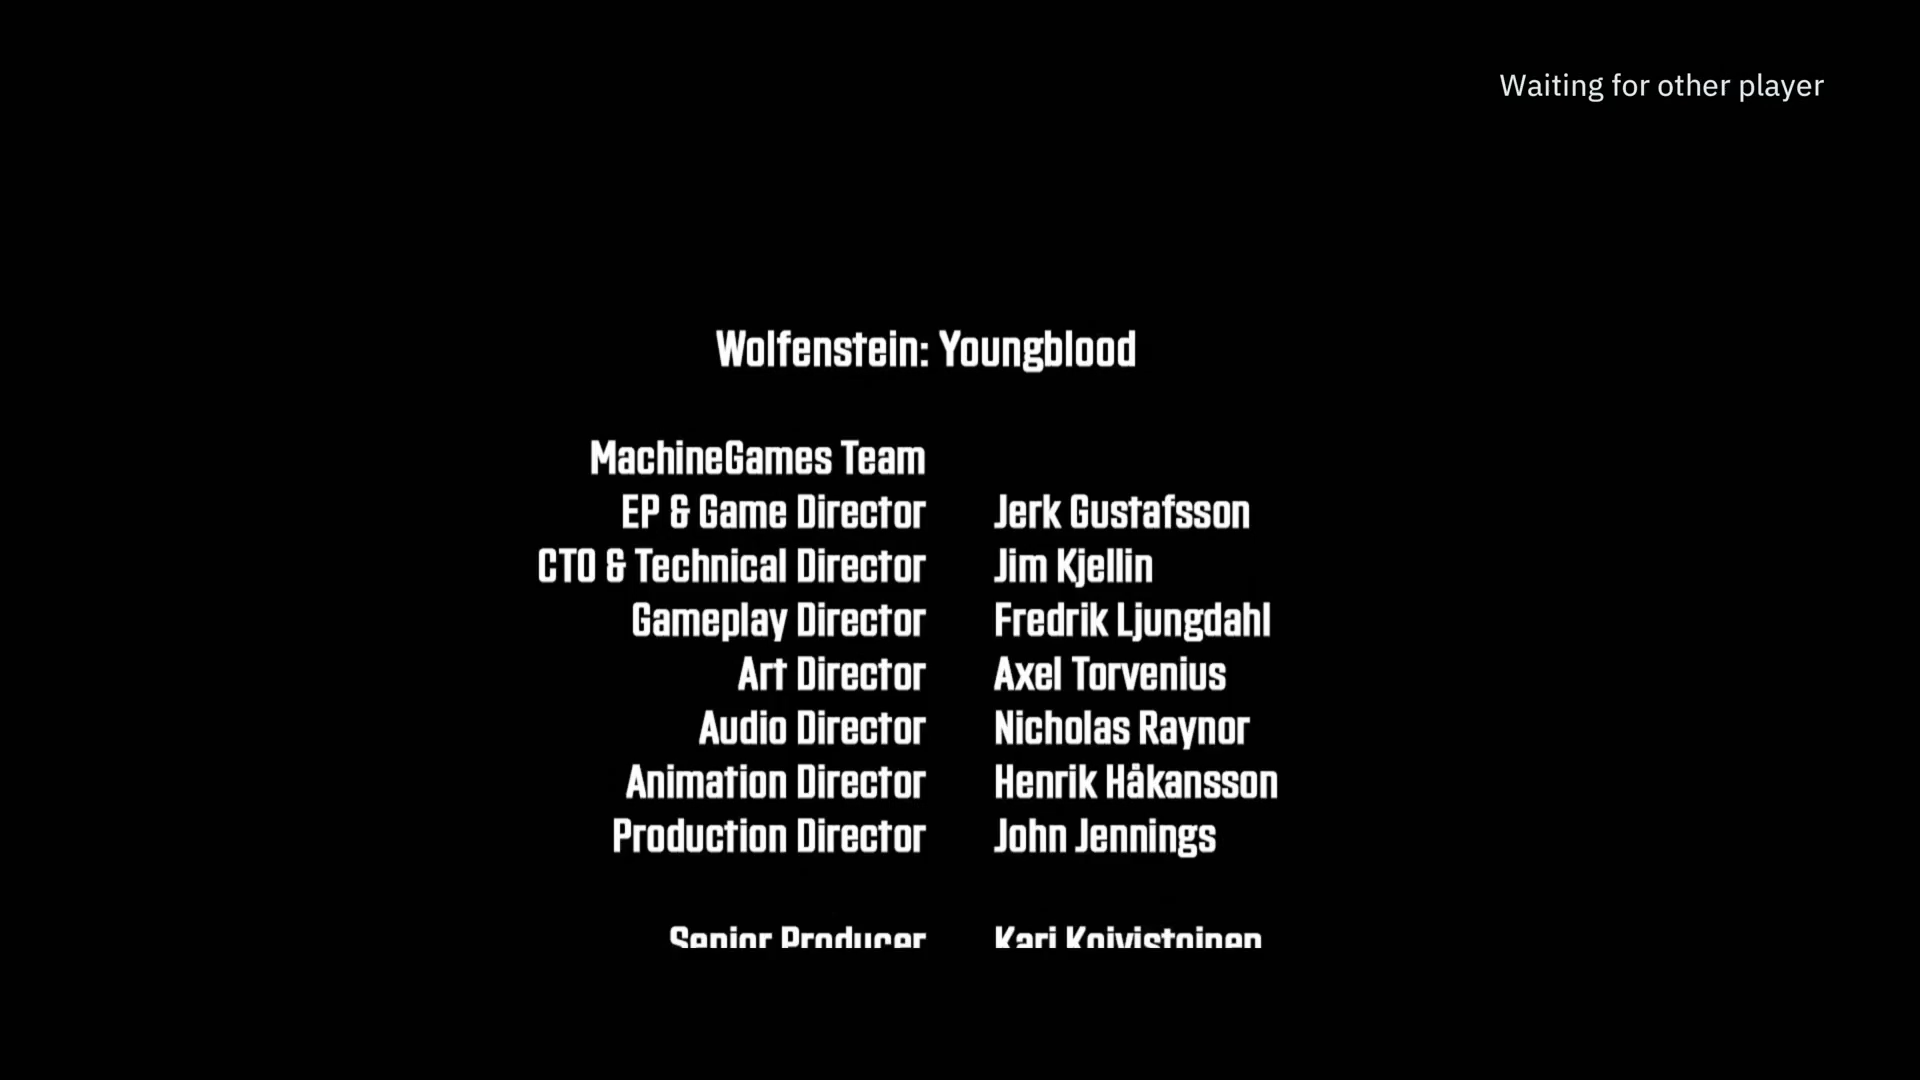 Waiting for other player
Wolfenstein: Youngblood
MachineGames Team
EP & Game Director Jerk Gustafsson
CTO & Technical Director Jim Kjellin
Gameplay Director Fredrik Ljungdahl
Art Director Axel Torvenius
Audio Director Nicholas Raynor
Animation Director Henrik Håkansson
Production Director John Jennings
Senior Producer Kari Koivistoinen